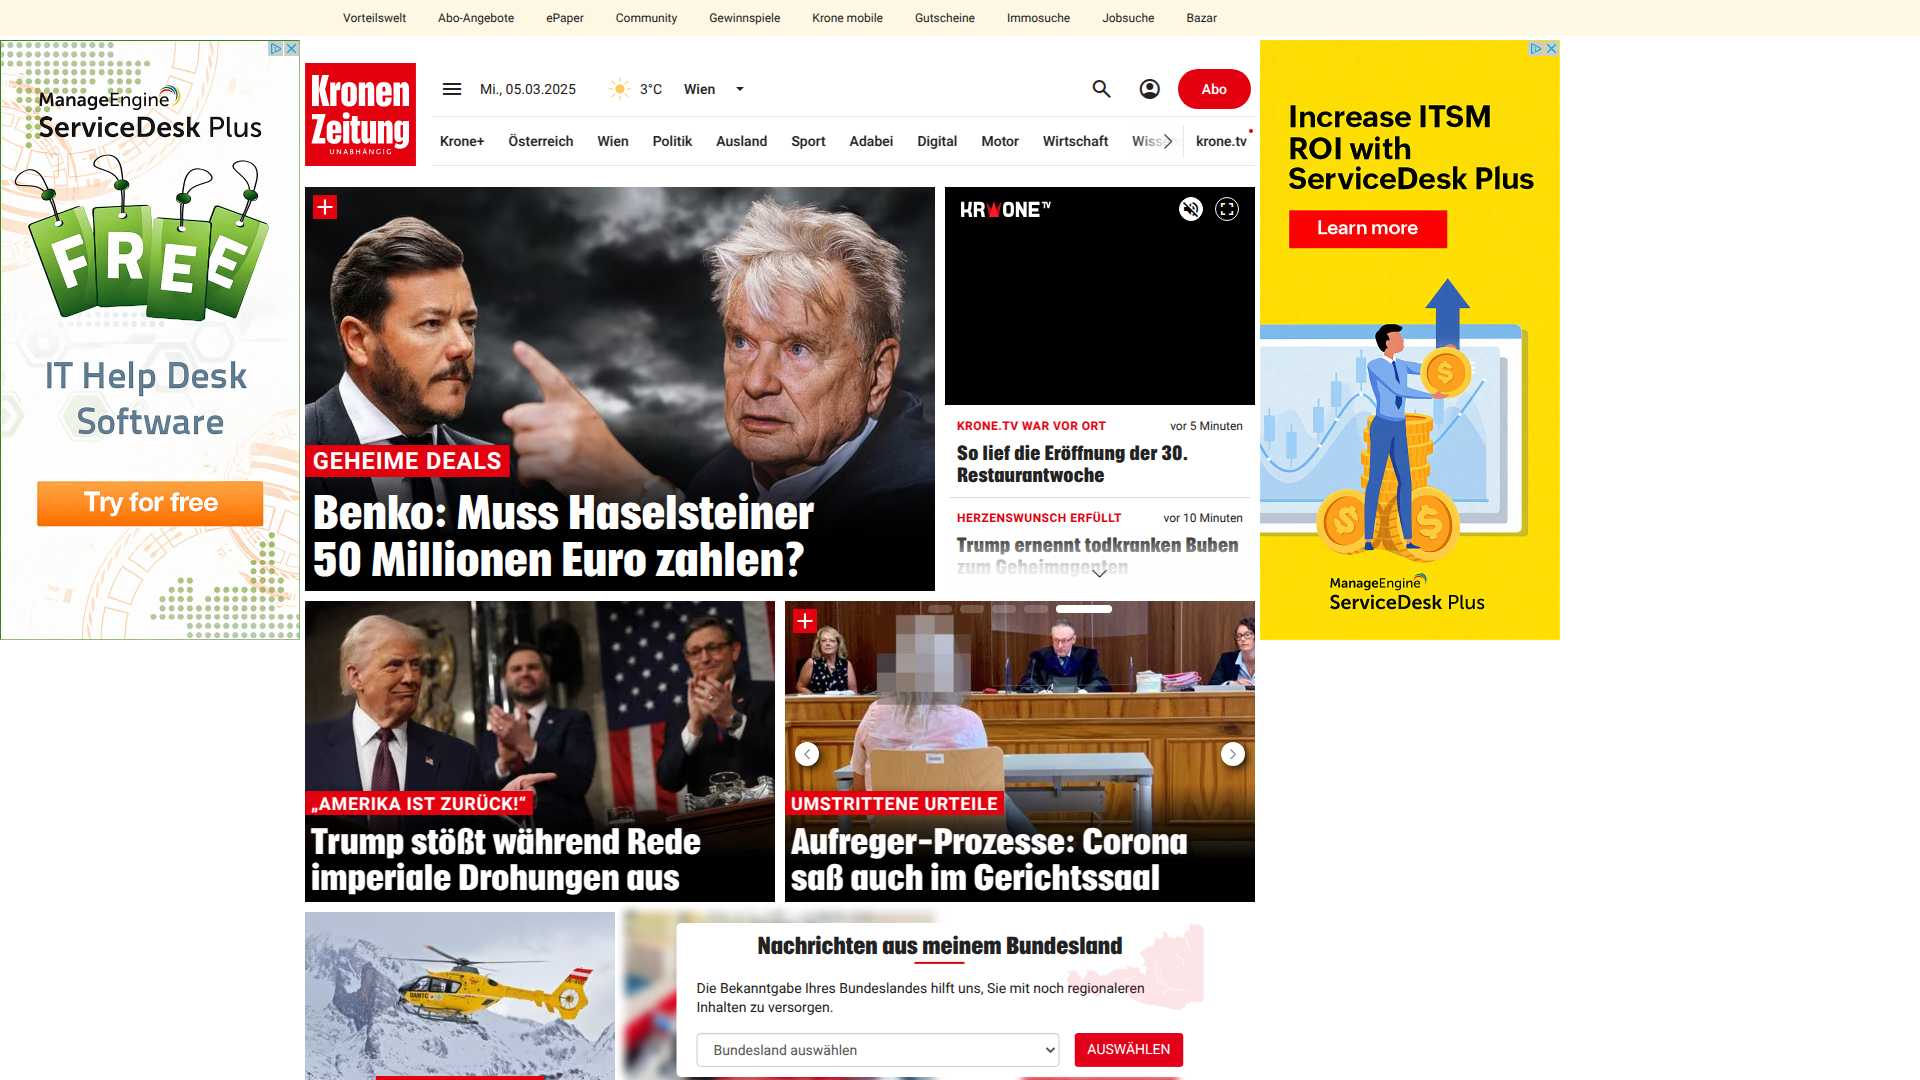 Vorteilswelt Abo-Angebote ePaper Community Gewinnspiele Krone mobile Gutscheine Immosuche Jobsuche Bazar
ManageEngine
ServiceDesk Plus
FREE
IT Help Desk
Software
Try for free
Kronen
Zeitung
UNABHÄNGIG
Mi., 05.03.2025 3°C Wien Abo
Krone+ Österreich Wien Politik Ausland Sport Adabei Digital Motor Wirtschaft krone.tv
GEHEIME DEALS
Benko: Muss Haselsteiner
50 Millionen Euro zahlen?
KRONE TV
KRONE.TV WAR VOR ORT vor 5 Minuten
So lief die Eröffnung der 30.
Restaurantwoche
HERZENSWUNSCH ERFÜLLT vor 10 Minuten
Trump ernennt todkranken Buben
zum Geheimagenten
Increase ITSM
ROI with
ServiceDesk Plus
Learn more
ManageEngine
ServiceDesk Plus
„AMERIKA IST ZURÜCK!“
Trump stößt während Rede
imperiale Drohungen aus
UMSTRITTENE URTEILE
Aufreger-Prozesse: Corona
saß auch im Gerichtssaal
ÖAMTC
Nachrichten aus meinem Bundesland
Die Bekanntgabe Ihres Bundeslandes hilft uns, Sie mit noch regionaleren
Inhalten zu versorgen.
Bundesland auswählen AUSWÄHLEN